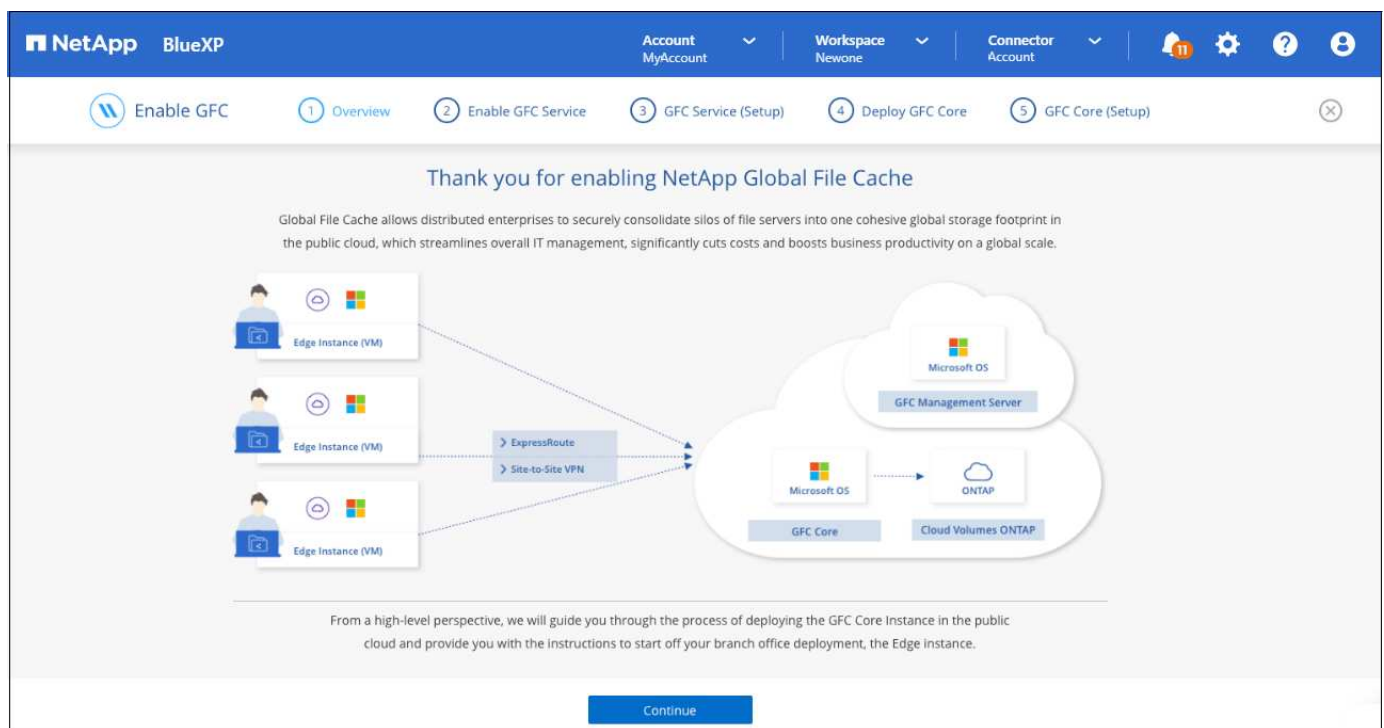 NetApp BlueXP
Account
MyAccount
Workspace
Newone
Connector
Account
11
Enable GFC
1 Overview
2 Enable GFC Service
3 GFC Service (Setup)
4 Deploy GFC Core
5 GFC Core (Setup)
Thank you for enabling NetApp Global File Cache
Global File Cache allows distributed enterprises to securely consolidate silos of file servers into one cohesive global storage footprint in
the public cloud, which streamlines overall IT management, significantly cuts costs and boosts business productivity on a global scale.
Edge Instance (VM)
Edge Instance (VM)
Edge Instance (VM)
ExpressRoute
Site-to-Site VPN
Microsoft OS
GFC Management Server
Microsoft OS
ONTAP
GFC Core
Cloud Volumes ONTAP
From a high-level perspective, we will guide you through the process of deploying the GFC Core Instance in the public
cloud and provide you with the instructions to start off your branch office deployment, the Edge instance.
Continue